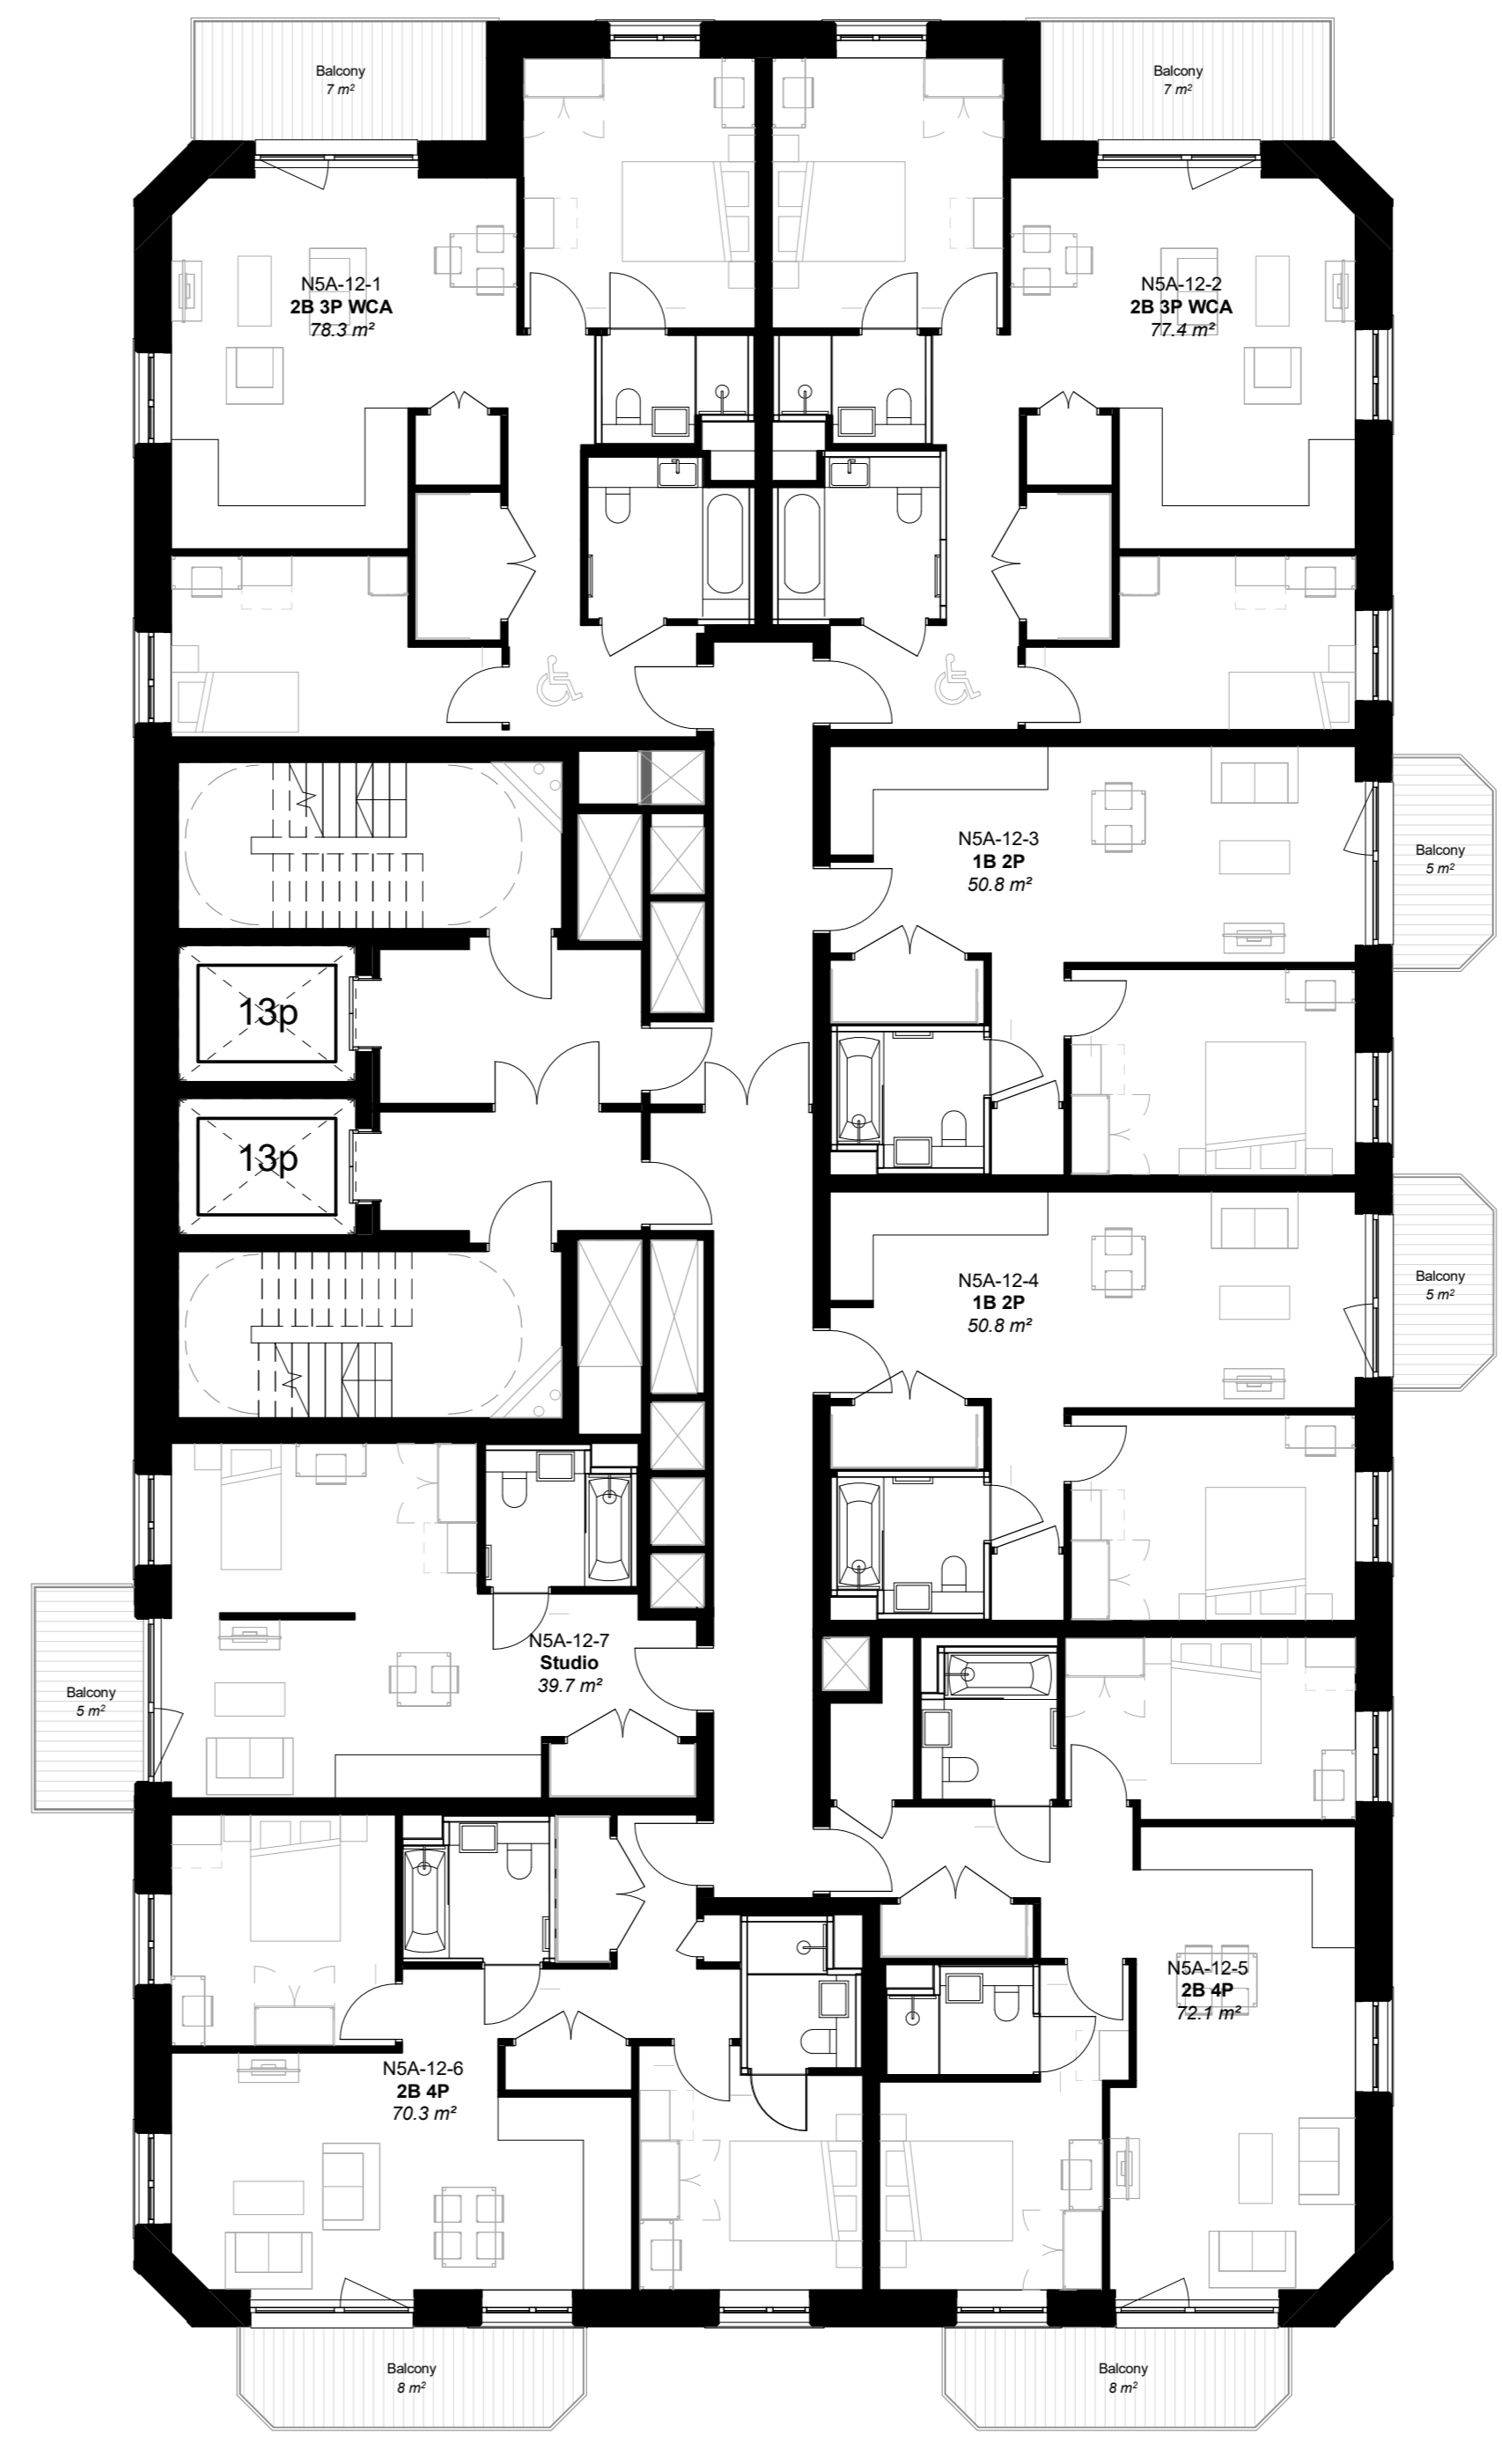 Balcony
7 m²
Balcony
7 m²
N5A-12-1
2B 3P WCA
78.3 m²
N5A-12-2
2B 3P WCA
77.4 m²
N5A-12-3
1B 2P
50.8 m²
Balcony
5 m²
13p
13p
N5A-12-4
1B 2P
50.8 m²
Balcony
5 m²
N5A-12-7
Studio
39.7 m²
Balcony
5 m²
N5A-12-5
2B 4P
72.1 m²
N5A-12-6
2B 4P
70.3 m²
Balcony
8 m²
Balcony
8 m²